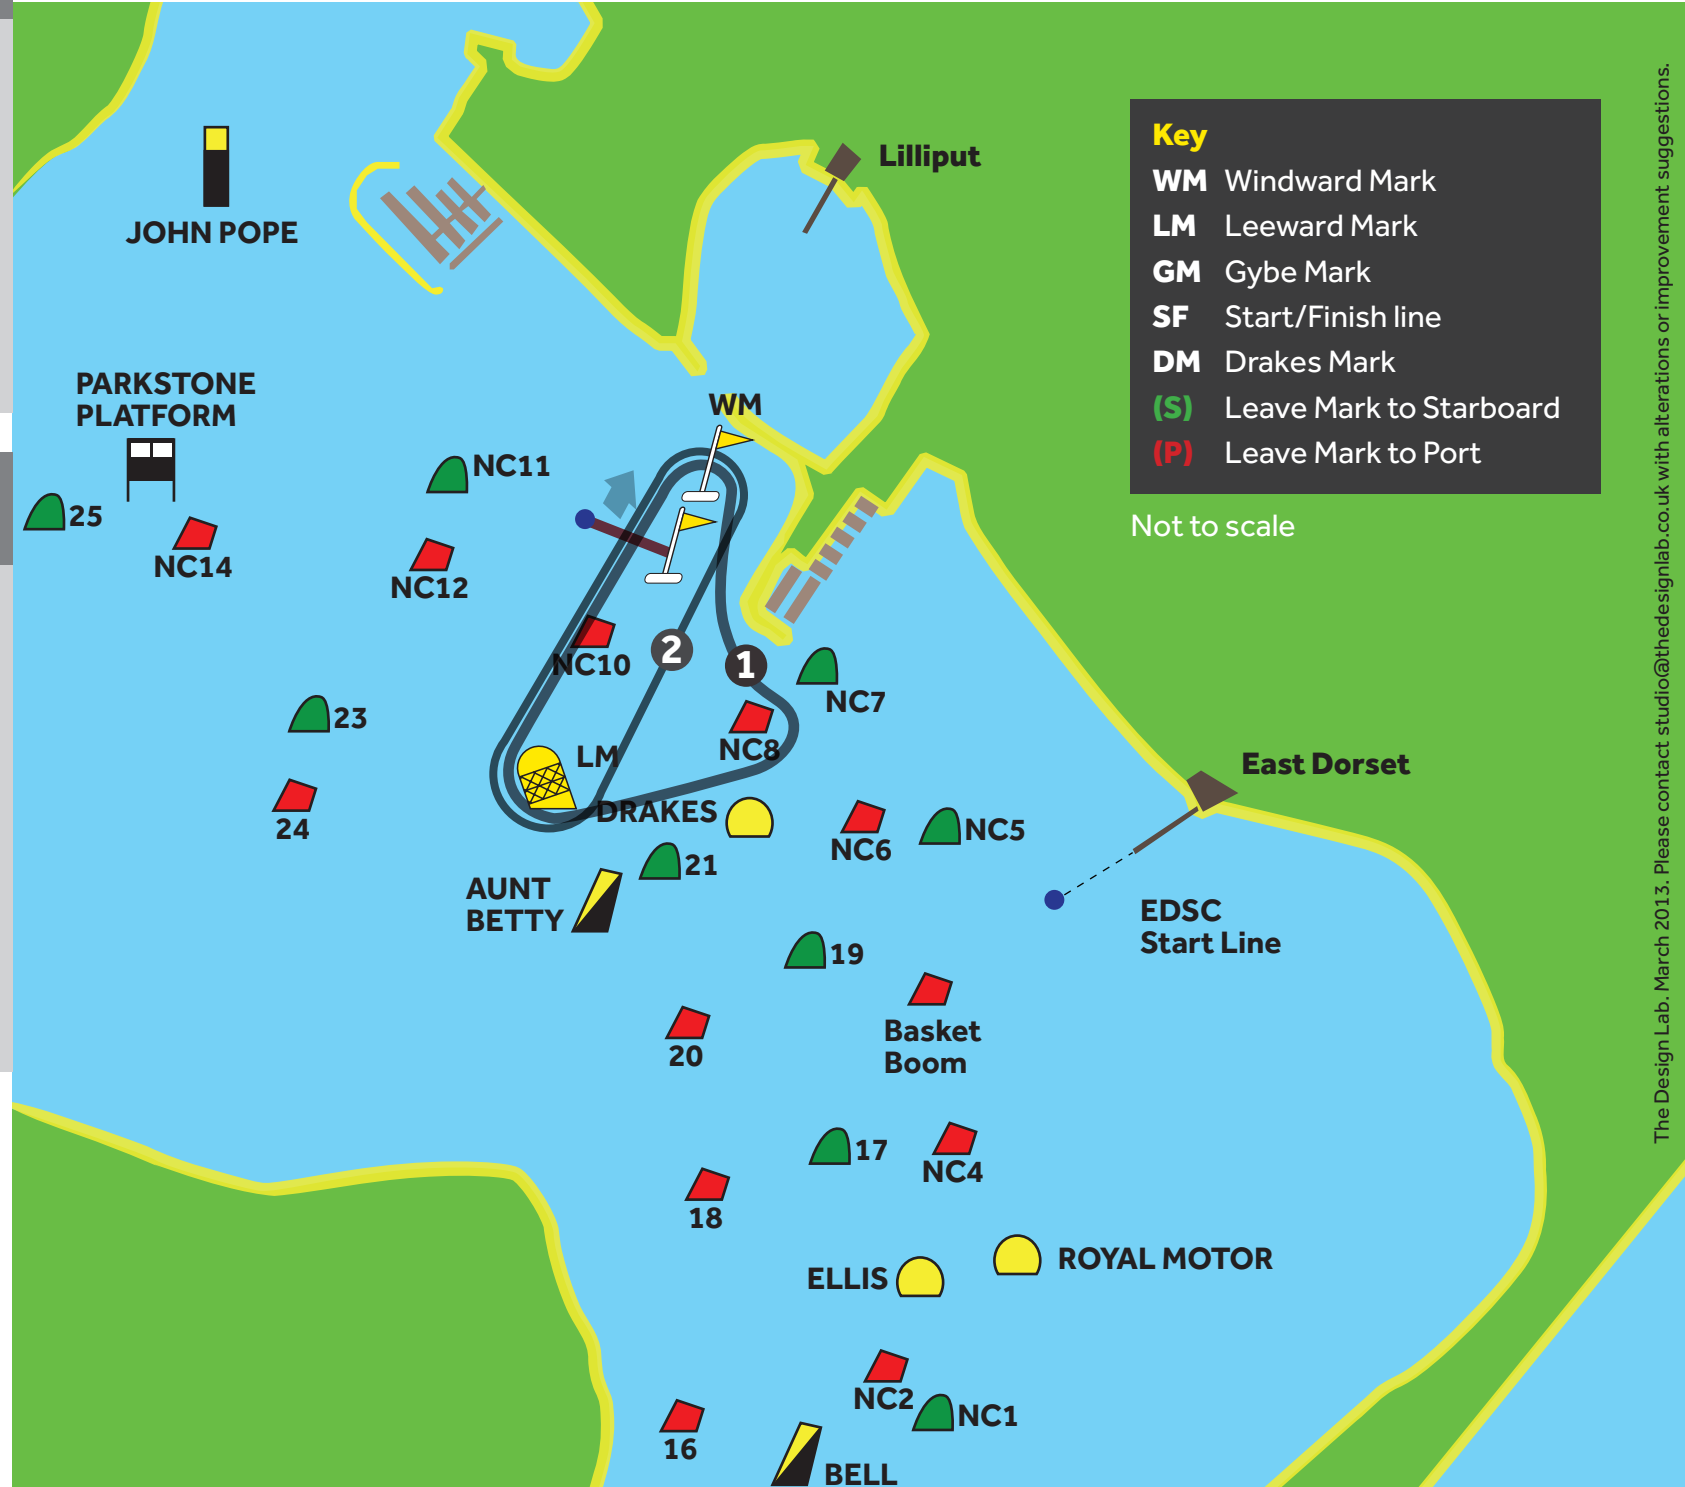 Lilliput
Key
WM Windward Mark
LM Leeward Mark
GM Gybe Mark
SF Start/Finish line
DM Drakes Mark
(S) Leave Mark to Starboard
(P) Leave Mark to Port
Not to scale
The Design Lab. March 2013. Please contact studio@thedesignlab.co.uk with alterations or improvement suggestions.
JOHN POPE
PARKSTONE
PLATFORM
WM
NC11
25
NC14
NC12
NC10
2
1
NC7
NC8
23
24
LM
DRAKES
NC6
NC5
East Dorset
EDSC
Start Line
21
AUNT
BETTY
19
Basket
Boom
20
17
NC4
18
ELLIS
ROYAL MOTOR
NC2
NC1
16
BELL